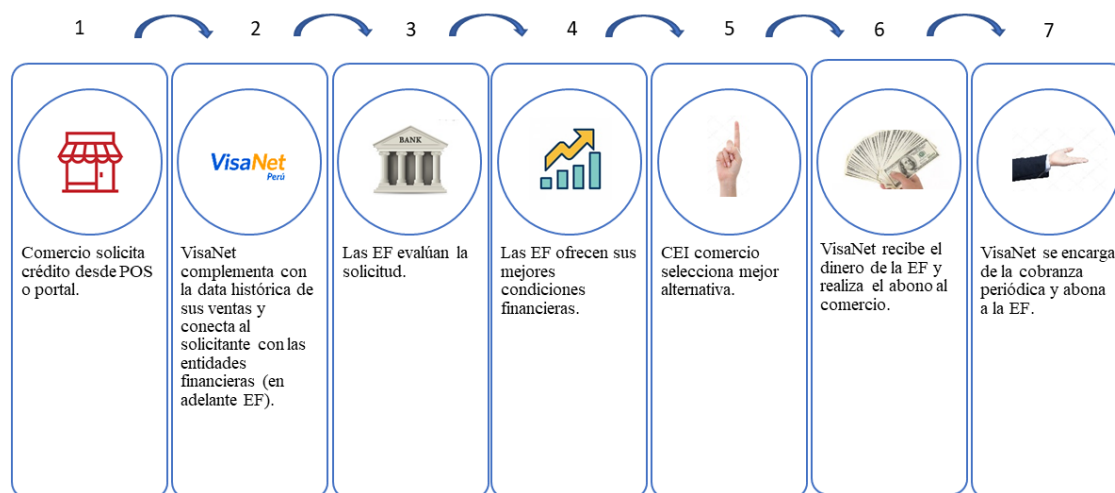 1
2
3
4
5
6
7
VisaNet
Perú
BANK
Comercio solicita
crédito desde POS
o portal.
VisaNet
complementa con
la data histórica de
sus ventas y
conecta al
solicitante con las
entidades
financieras (en
adelante EF).
Las EF evalúan la
solicitud.
Las EF ofrecen sus
mejores
condiciones
financieras.
CEI comercio
selecciona mejor
alternativa.
VisaNet recibe el
dinero de la EF y
realiza el abono al
comercio.
VisaNet se encarga
de la cobranza
periódica y abona
a la EF.